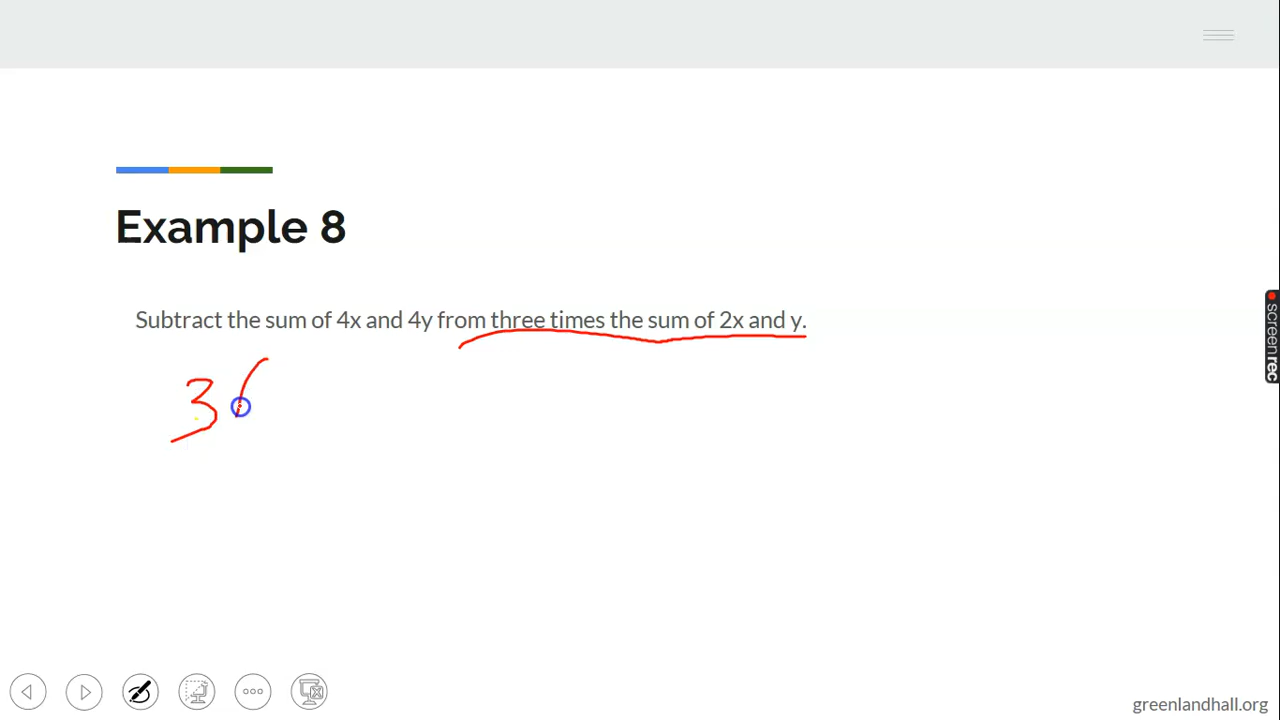 Example 8
Subtract the sum of 4x and 4y from three times the sum of 2x and y.
3(
screenrec
greenlandhall.org